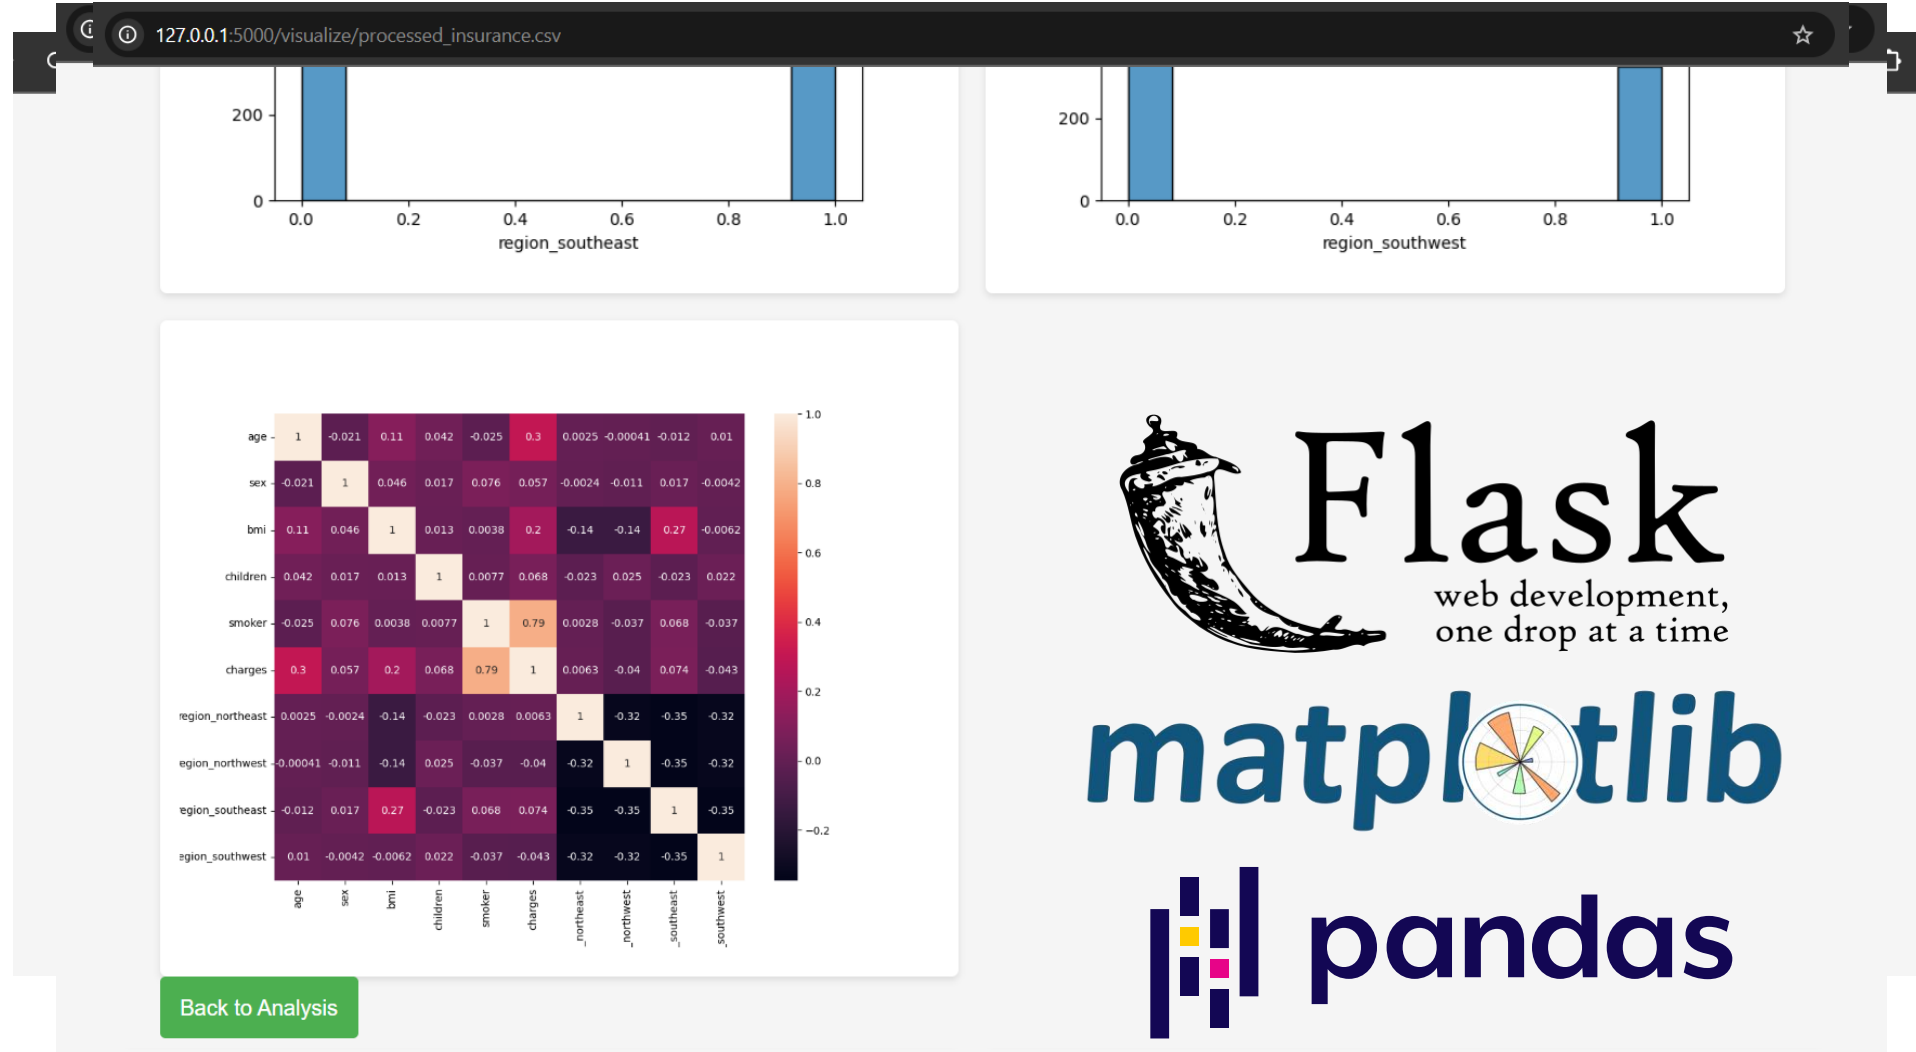 127.0.0.1:5000/visualize/processed_insurance.csv
200
0
0.0 0.2 0.4 0.6 0.8 1.0
region_southeast
200
0
0.0 0.2 0.4 0.6 0.8 1.0
region_southwest
age 1 -0.021 0.11 0.042 -0.025 0.3 0.0025 -0.00041 -0.012 0.01
sex -0.021 1 0.046 0.017 0.076 0.057 -0.0024 -0.011 0.017 -0.0042
bmi 0.11 0.046 1 0.013 0.0038 0.2 -0.14 -0.14 0.27 -0.0062
children 0.042 0.017 0.013 1 0.0077 0.068 -0.023 0.025 -0.023 0.022
smoker -0.025 0.076 0.0038 0.0077 1 0.79 0.0028 -0.037 0.068 -0.037
charges 0.3 0.057 0.2 0.068 0.79 1 0.0063 -0.04 0.074 -0.043
region_northeast 0.0025 -0.0024 -0.14 -0.023 0.0028 0.0063 1 -0.32 -0.35 -0.32
egion_northwest -0.00041 -0.011 -0.14 0.025 -0.037 -0.04 -0.32 1 -0.35 -0.32
region_southeast -0.012 0.017 0.27 -0.023 0.068 0.074 -0.35 -0.35 1 -0.35
egion_southwest 0.01 -0.0042 -0.0062 0.022 -0.037 -0.043 -0.32 -0.32 -0.35 1
age sex bmi children smoker charges _northeast _northwest _southeast _southwest
1.0
0.8
0.6
0.4
0.2
0.0
−0.2
Flask
web development,
one drop at a time
matplotlib
pandas
Back to Analysis